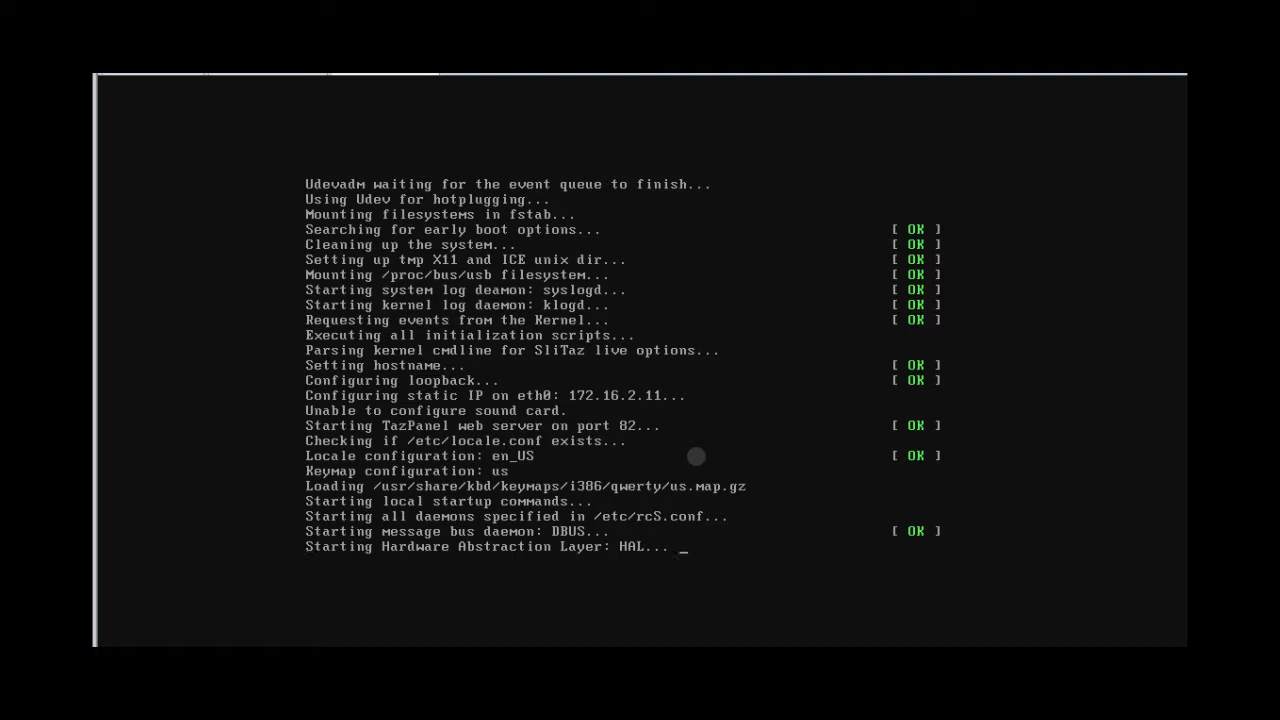 Udevadm waiting for the event queue to finish...
Using Udev for hotplugging...
Mounting filesystems in fstab...
Searching for early boot options... [ OK ]
Cleaning up the system... [ OK ]
Setting up tmp X11 and ICE unix dir... [ OK ]
Mounting /proc/bus/usb filesystem... [ OK ]
Starting system log deamon: syslogd... [ OK ]
Starting kernel log daemon: klogd... [ OK ]
Requesting events from the Kernel... [ OK ]
Executing all initialization scripts...
Parsing kernel cmdline for SliTaz live options...
Setting hostname... [ OK ]
Configuring loopback... [ OK ]
Configuring static IP on eth0: 172.16.2.11...
Unable to configure sound card.
Starting TazPanel web server on port 82... [ OK ]
Checking if /etc/locale.conf exists...
Locale configuration: en_US [ OK ]
Keymap configuration: us
Loading /usr/share/kbd/keymaps/i386/qwerty/us.map.gz
Starting local startup commands...
Starting all daemons specified in /etc/rcS.conf...
Starting message bus daemon: DBUS... [ OK ]
Starting Hardware Abstraction Layer: HAL... _